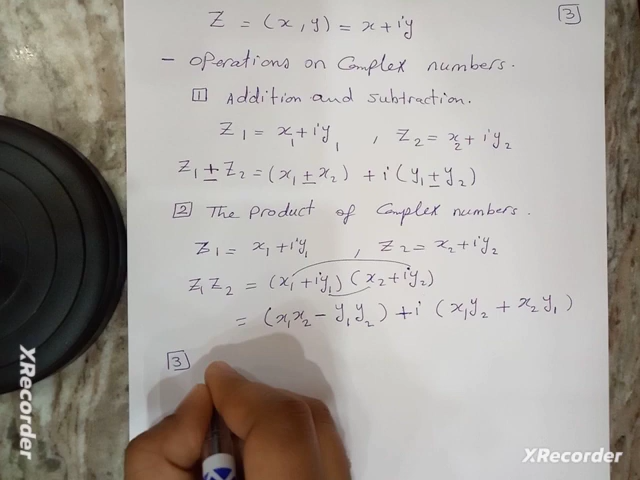 Z = (x, y) = x + iy
3
- Operations on Complex numbers.
1 Addition and subtraction.
Z₁ = x₁ + iy₁ , Z₂ = x₂ + iy₂
Z₁ ± Z₂ = (x₁ ± x₂) + i (y₁ ± y₂)
2 The product of Complex numbers.
Z₁ = x₁ + iy₁ , Z₂ = x₂ + iy₂
Z₁Z₂ = (x₁ + iy₁) (x₂ + iy₂)
= (x₁x₂ - y₁y₂) + i (x₁y₂ + x₂y₁)
3
XRecorder
XRecorder